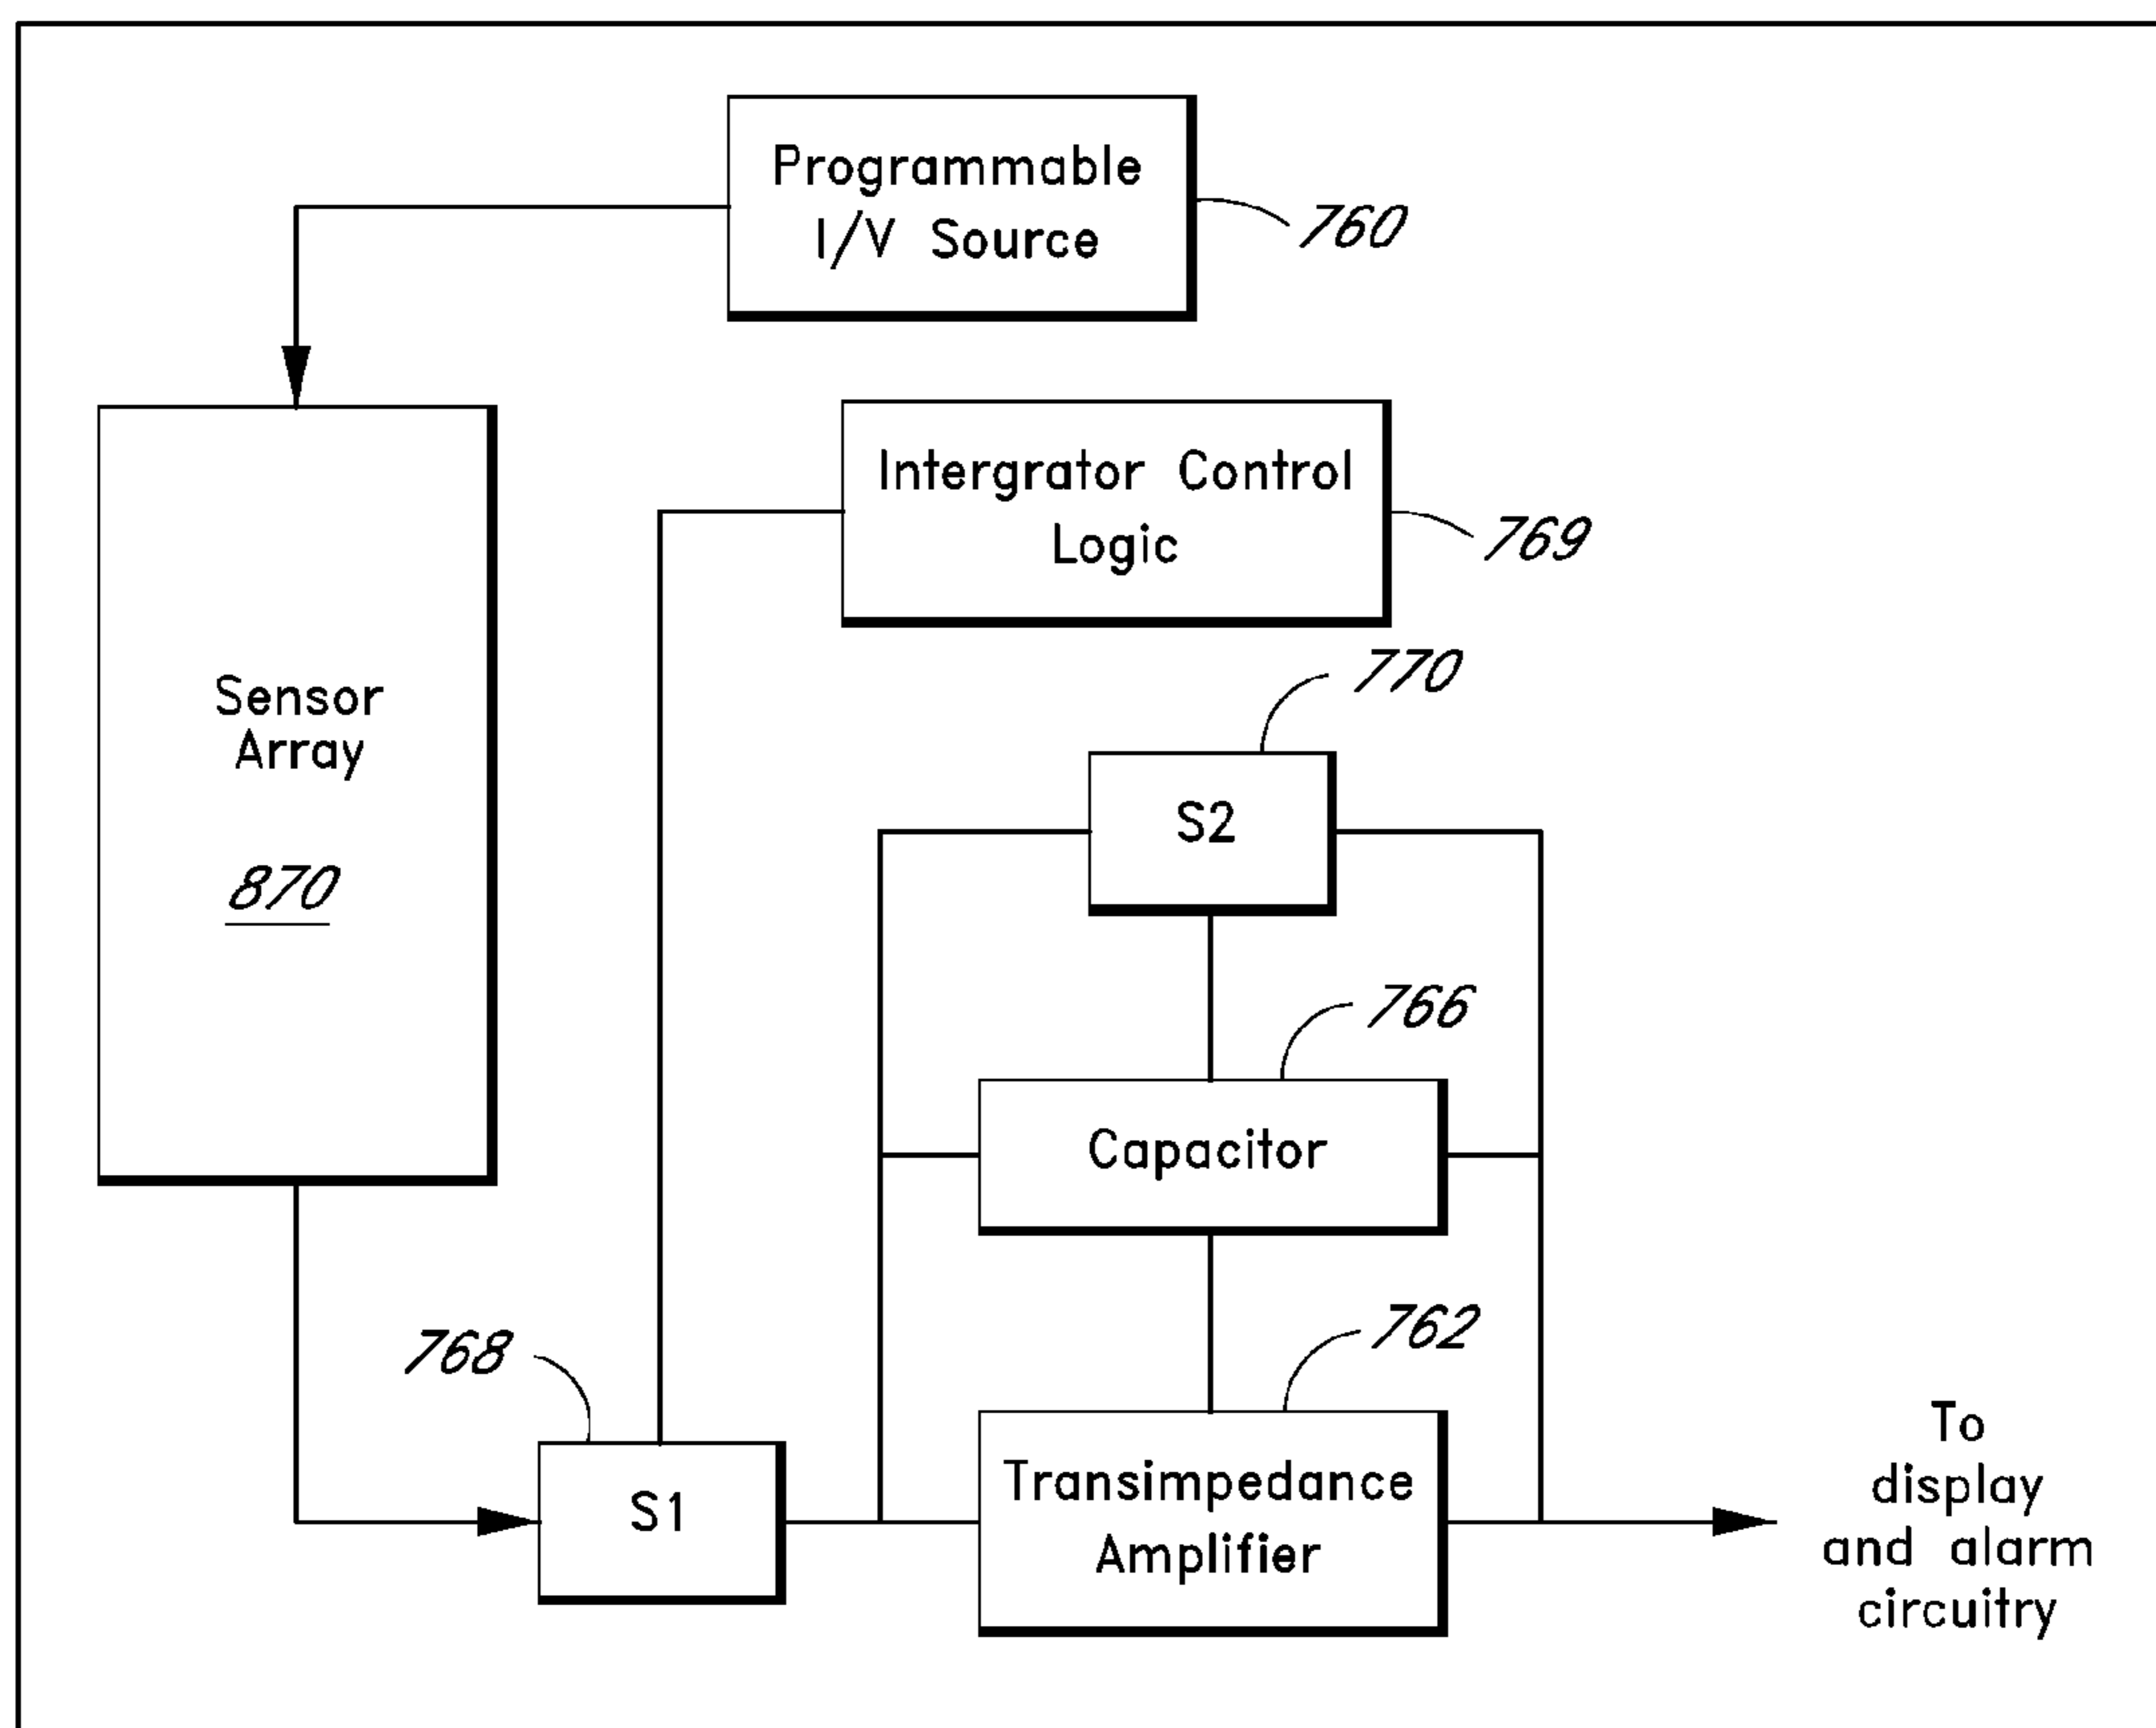 Programmable
I/V Source
760
Intergrator Control
Logic
769
Sensor
Array
870
770
S2
766
Capacitor
762
768
Transimpedance
Amplifier
S1
To
display
and alarm
circuitry